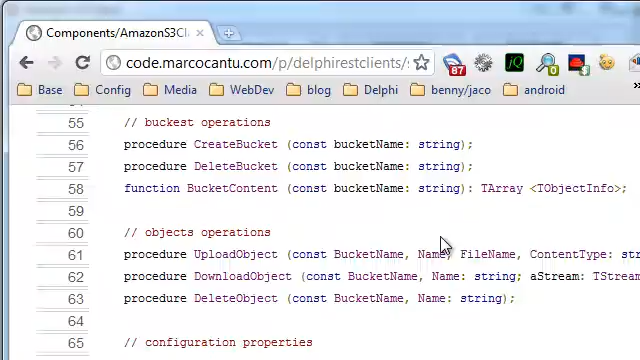 Components/AmazonS3Cl
code.marcocantu.com/p/delphirestclients/
87
Base Config Media WebDev blog Delphi benny/jaco android »
55 // buckest operations
56 procedure CreateBucket (const bucketName: string);
57 procedure DeleteBucket (const bucketName: string);
58 function BucketContent (const bucketName: string): TArray <TObjectInfo>;
59
60 // objects operations
61 procedure UploadObject (const BucketName, Name, FileName, ContentType: str
62 procedure DownloadObject (const BucketName, Name: string; aStream: TStream
63 procedure DeleteObject (const BucketName, Name: string);
64
65 // configuration properties